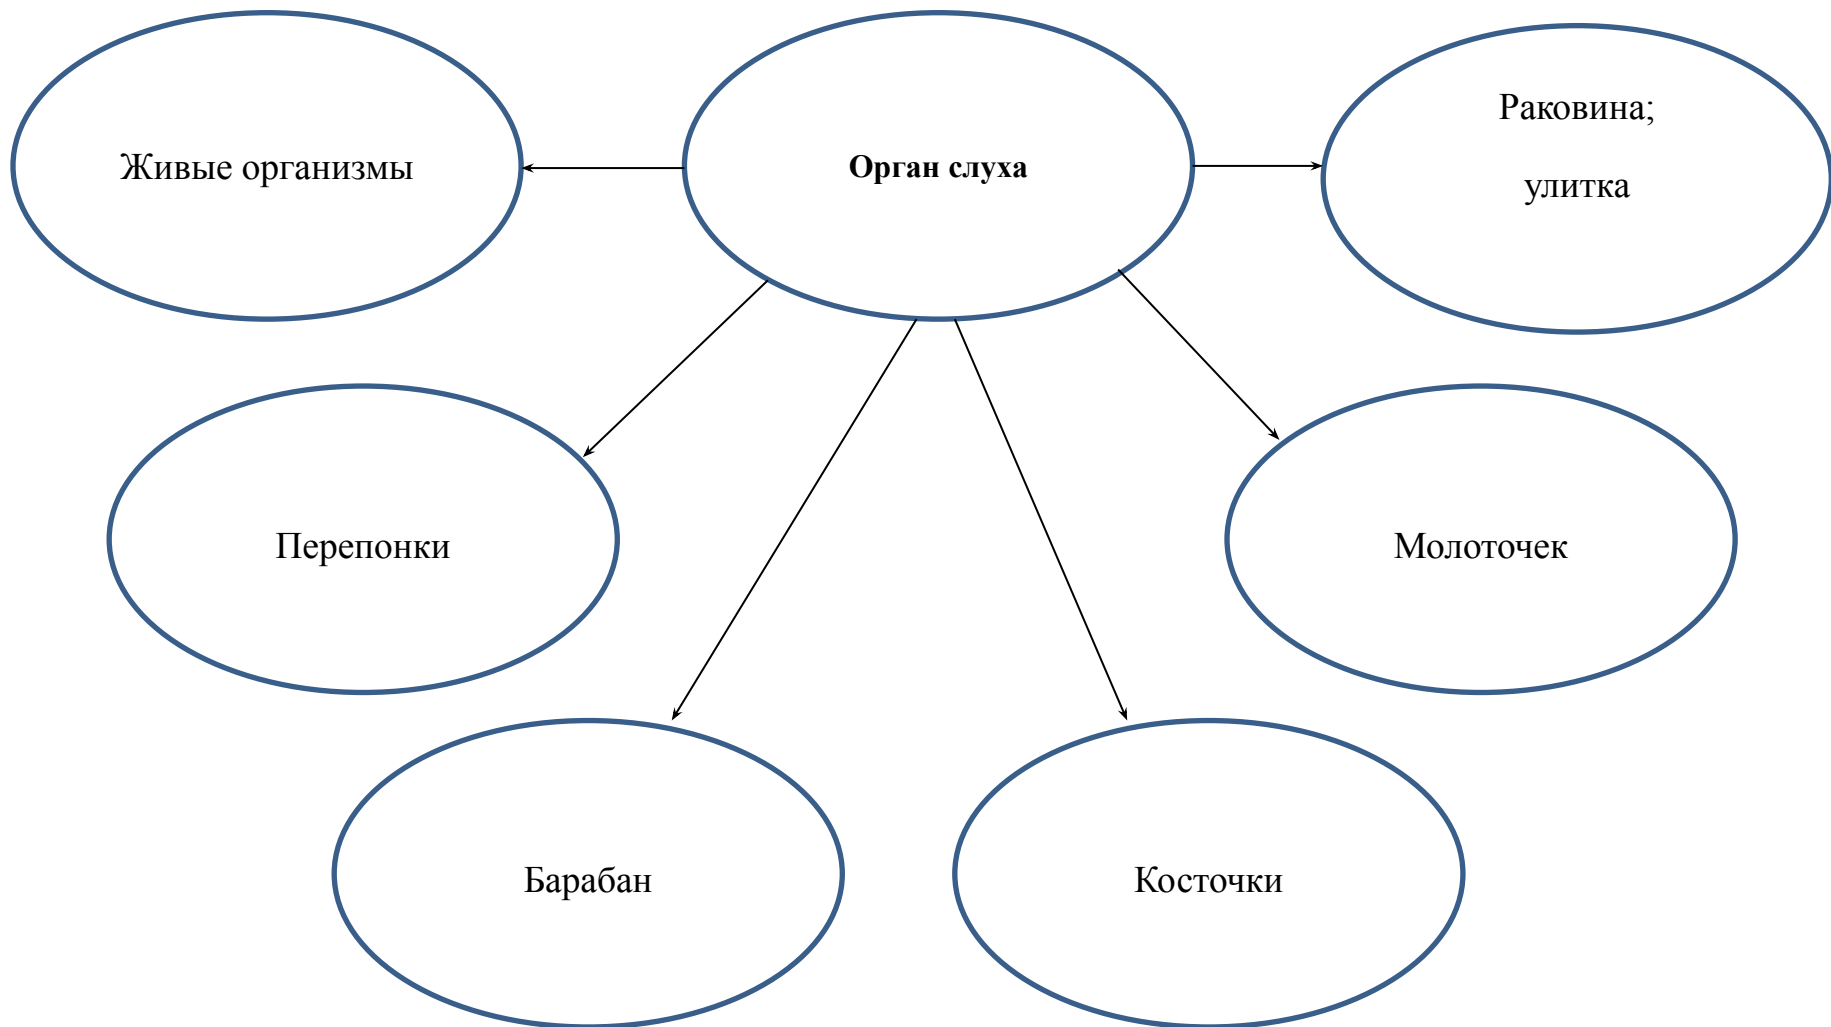 Живые организмы
Орган слуха
Раковина;
улитка
Перепонки
Молоточек
Барабан
Косточки